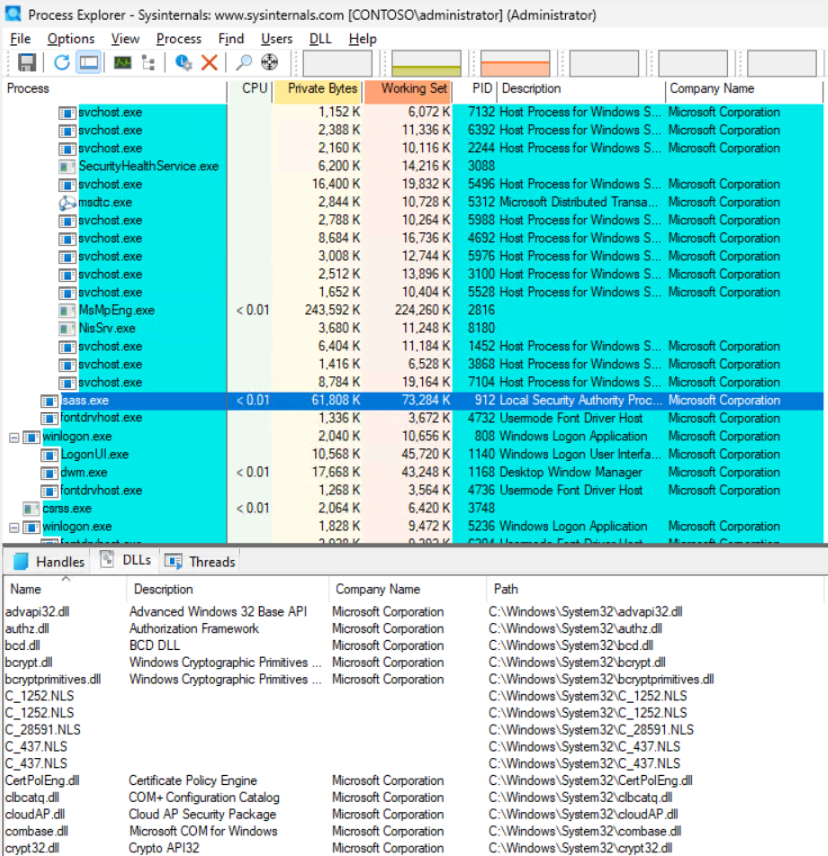 Process Explorer - Sysinternals: www.sysinternals.com [CONTOSO\administrator] (Administrator)
File Options View Process Find Users DLL Help
Process CPU Private Bytes Working Set PID Description Company Name
svchost.exe 1,152 K 6,072 K 7132 Host Process for Windows S... Microsoft Corporation
svchost.exe 2,388 K 11,336 K 6392 Host Process for Windows S... Microsoft Corporation
svchost.exe 2,160 K 10,116 K 2244 Host Process for Windows S... Microsoft Corporation
SecurityHealthService.exe 6,200 K 14,216 K 3088
svchost.exe 16,400 K 19,832 K 5496 Host Process for Windows S... Microsoft Corporation
msdtc.exe 2,844 K 10,728 K 5312 Microsoft Distributed Transa... Microsoft Corporation
svchost.exe 2,788 K 10,264 K 5988 Host Process for Windows S... Microsoft Corporation
svchost.exe 8,684 K 16,736 K 4692 Host Process for Windows S... Microsoft Corporation
svchost.exe 3,008 K 12,744 K 5976 Host Process for Windows S... Microsoft Corporation
svchost.exe 2,512 K 13,896 K 3100 Host Process for Windows S... Microsoft Corporation
svchost.exe 1,652 K 10,404 K 5528 Host Process for Windows S... Microsoft Corporation
MsMpEng.exe < 0.01 243,592 K 224,260 K 2816
NisSrv.exe 3,680 K 11,248 K 8180
svchost.exe 6,404 K 11,184 K 1452 Host Process for Windows S... Microsoft Corporation
svchost.exe 1,416 K 6,528 K 3868 Host Process for Windows S... Microsoft Corporation
svchost.exe 8,784 K 19,164 K 7104 Host Process for Windows S... Microsoft Corporation
lsass.exe < 0.01 61,808 K 73,284 K 912 Local Security Authority Proc... Microsoft Corporation
fontdrvhost.exe 1,336 K 3,672 K 4732 Usermode Font Driver Host Microsoft Corporation
winlogon.exe 2,040 K 10,656 K 808 Windows Logon Application Microsoft Corporation
LogonUI.exe 10,568 K 45,720 K 1140 Windows Logon User Interfa... Microsoft Corporation
dwm.exe < 0.01 17,668 K 43,248 K 1168 Desktop Window Manager Microsoft Corporation
fontdrvhost.exe 1,268 K 3,564 K 4736 Usermode Font Driver Host Microsoft Corporation
csrss.exe < 0.01 2,064 K 6,420 K 3748
winlogon.exe 1,828 K 9,472 K 5236 Windows Logon Application Microsoft Corporation
Handles DLLs Threads
Name Description Company Name Path
advapi32.dll Advanced Windows 32 Base API Microsoft Corporation C:\Windows\System32\advapi32.dll
authz.dll Authorization Framework Microsoft Corporation C:\Windows\System32\authz.dll
bcd.dll BCD DLL Microsoft Corporation C:\Windows\System32\bcd.dll
bcrypt.dll Windows Cryptographic Primitives ... Microsoft Corporation C:\Windows\System32\bcrypt.dll
bcryptprimitives.dll Windows Cryptographic Primitives ... Microsoft Corporation C:\Windows\System32\bcryptprimitives.dll
C_1252.NLS C:\Windows\System32\C_1252.NLS
C_1252.NLS C:\Windows\System32\C_1252.NLS
C_28591.NLS C:\Windows\System32\C_28591.NLS
C_437.NLS C:\Windows\System32\C_437.NLS
C_437.NLS C:\Windows\System32\C_437.NLS
CertPolEng.dll Certificate Policy Engine Microsoft Corporation C:\Windows\System32\CertPolEng.dll
clbcatq.dll COM+ Configuration Catalog Microsoft Corporation C:\Windows\System32\clbcatq.dll
cloudAP.dll Cloud AP Security Package Microsoft Corporation C:\Windows\System32\cloudAP.dll
combase.dll Microsoft COM for Windows Microsoft Corporation C:\Windows\System32\combase.dll
crypt32.dll Crypto API32 Microsoft Corporation C:\Windows\System32\crypt32.dll